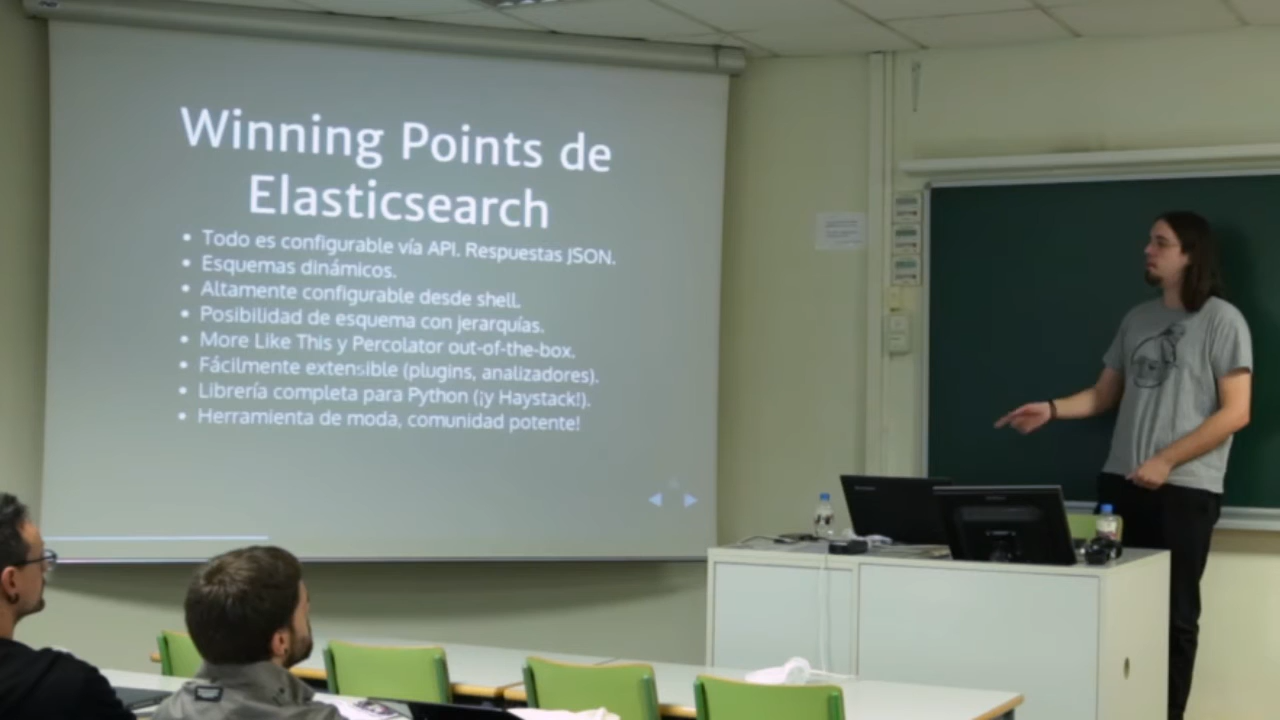 Winning Points de
Elasticsearch
• Todo es configurable vía API. Respuestas JSON.
• Esquemas dinámicos.
• Altamente configurable desde shell.
• Posibilidad de esquema con jerarquías.
• More Like This y Percolator out-of-the-box.
• Fácilmente extensible (plugins, analizadores).
• Librería completa para Python (¡y Haystack!).
• Herramienta de moda, comunidad potente!